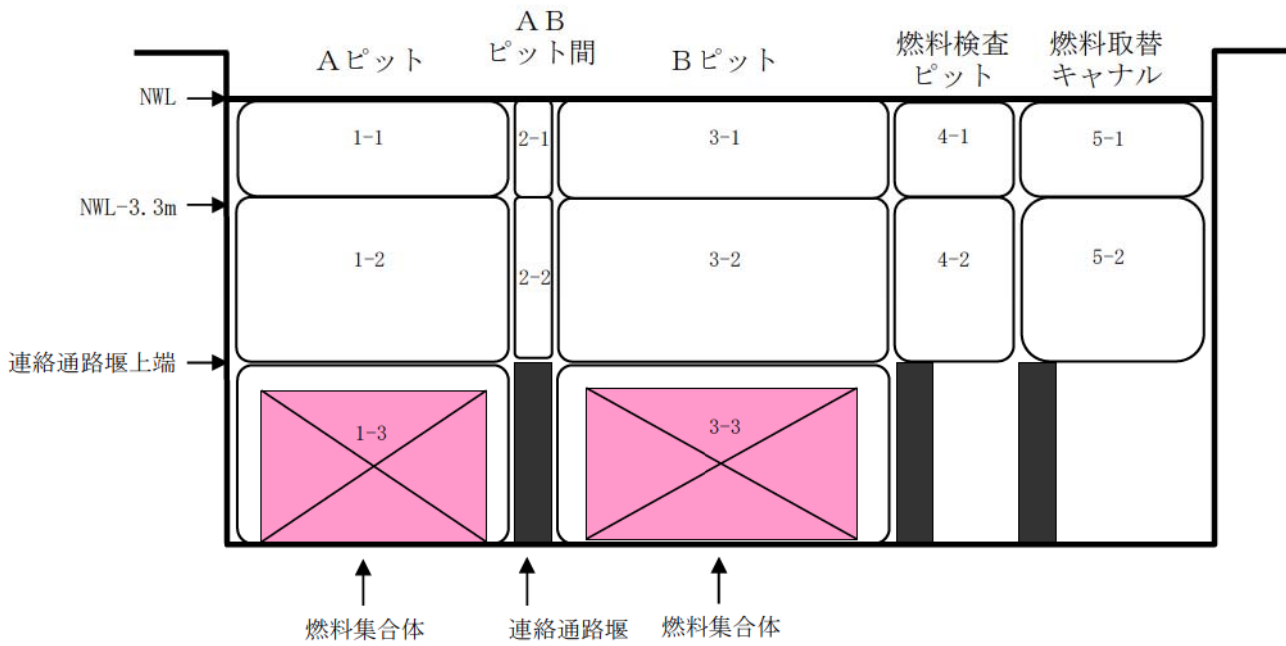 Aピット
AB
ピット間
Bピット
燃料検査
ピット
燃料取替
キャナル
NWL
1-1
2-1
3-1
4-1
5-1
NWL-3.3m
1-2
2-2
3-2
4-2
5-2
連絡通路堰上端
1-3
3-3
燃料集合体
連絡通路堰
燃料集合体